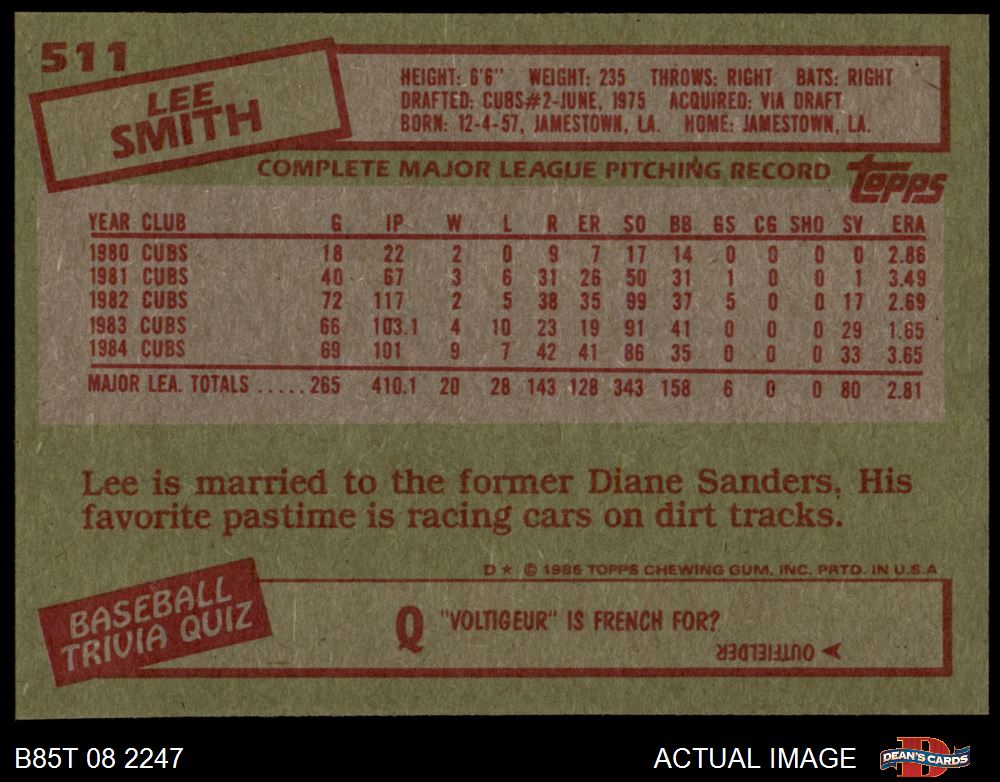 511
LEE
SMITH
HEIGHT: 6'6" WEIGHT: 235 THROWS: RIGHT BATS: RIGHT
DRAFTED: CUBS#2-JUNE, 1975 ACQUIRED: VIA DRAFT
BORN: 12-4-57, JAMESTOWN, LA. HOME: JAMESTOWN, LA.
COMPLETE MAJOR LEAGUE PITCHING RECORD
Topps
YEAR CLUB G IP W L R ER SO BB GS CG SHO SV ERA
1980 CUBS 18 22 2 0 9 7 17 14 0 0 0 0 2.86
1981 CUBS 40 67 3 6 31 26 50 31 1 0 0 1 3.49
1982 CUBS 72 117 2 5 38 35 99 37 5 0 0 17 2.69
1983 CUBS 66 103.1 4 10 23 19 91 41 0 0 0 29 1.65
1984 CUBS 69 101 9 7 42 41 86 35 0 0 0 33 3.65
MAJOR LEA. TOTALS .....265 410.1 20 28 143 128 343 158 6 0 0 80 2.81
Lee is married to the former Diane Sanders. His
favorite pastime is racing cars on dirt tracks.
D★ © 1985 TOPPS CHEWING GUM, INC. PRTD. IN U.S.A
BASEBALL
TRIVIA QUIZ
Q "VOLTIGEUR" IS FRENCH FOR?
OUTFIELDER
B85T 08 2247
ACTUAL IMAGE
D
DEAN'S CARDS